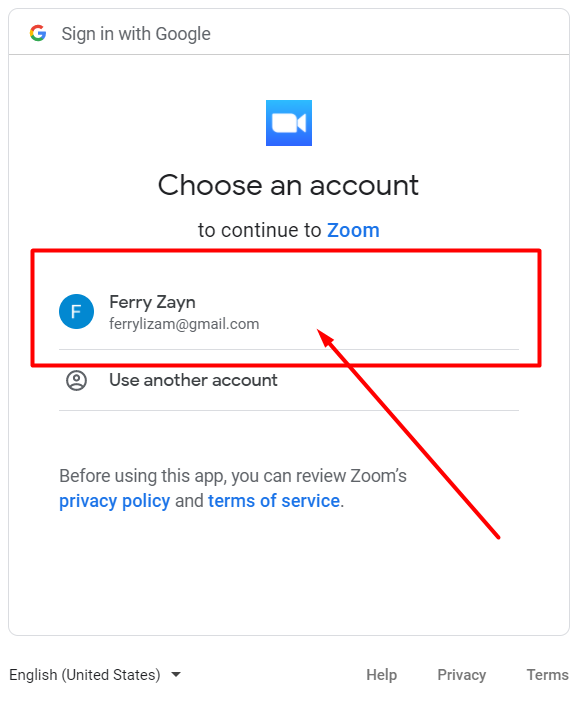 Sign in with Google
Choose an account
to continue to Zoom
F
Ferry Zayn
ferrylizam@gmail.com
Use another account
Before using this app, you can review Zoom’s
privacy policy and terms of service.
English (United States)
Help
Privacy
Terms